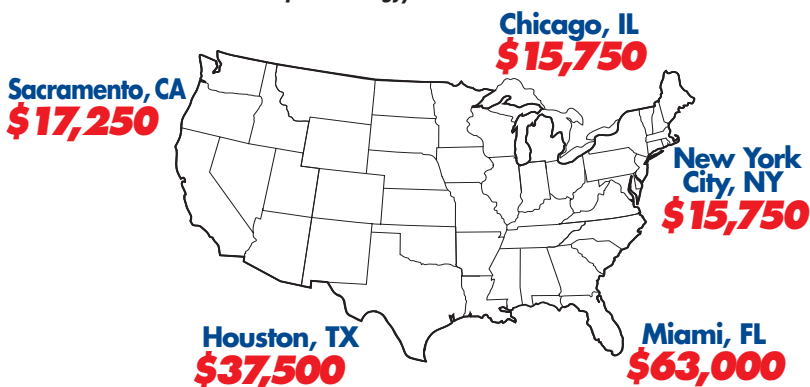 Chicago, IL
$15,750
Sacramento, CA
$17,250
New York
City, NY
$15,750
Houston, TX
$37,500
Miami, FL
$63,000